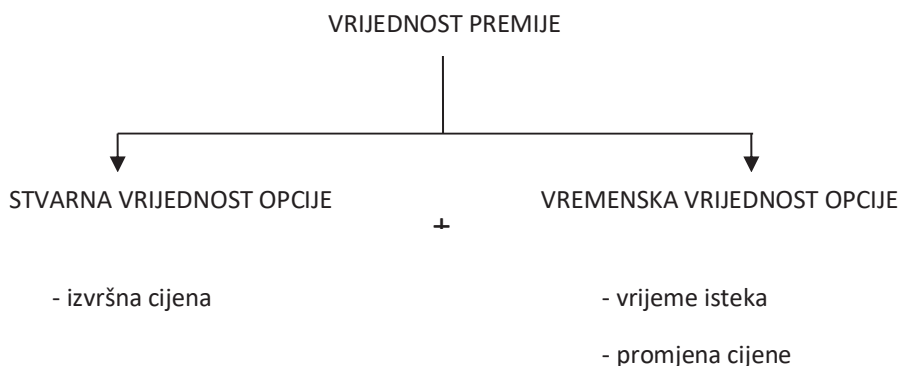 VRIJEDNOST PREMIJE
STVARNA VRIJEDNOST OPCIJE
VREMENSKA VRIJEDNOST OPCIJE
+
- izvršna cijena
- vrijeme isteka
- promjena cijene